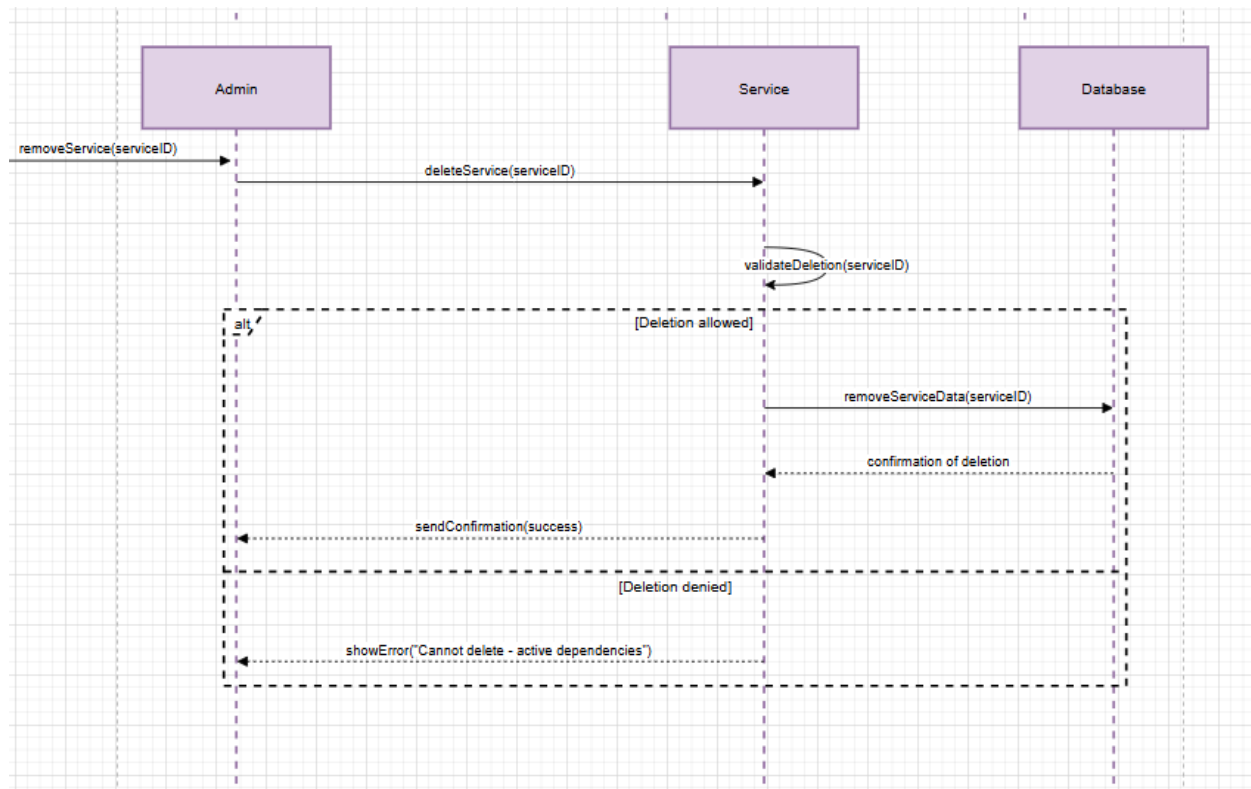 Admin
Service
Database
removeService(serviceID)
deleteService(serviceID)
validateDeletion(serviceID)
alt
[Deletion allowed]
removeServiceData(serviceID)
confirmation of deletion
sendConfirmation(success)
[Deletion denied]
showError("Cannot delete - active dependencies")